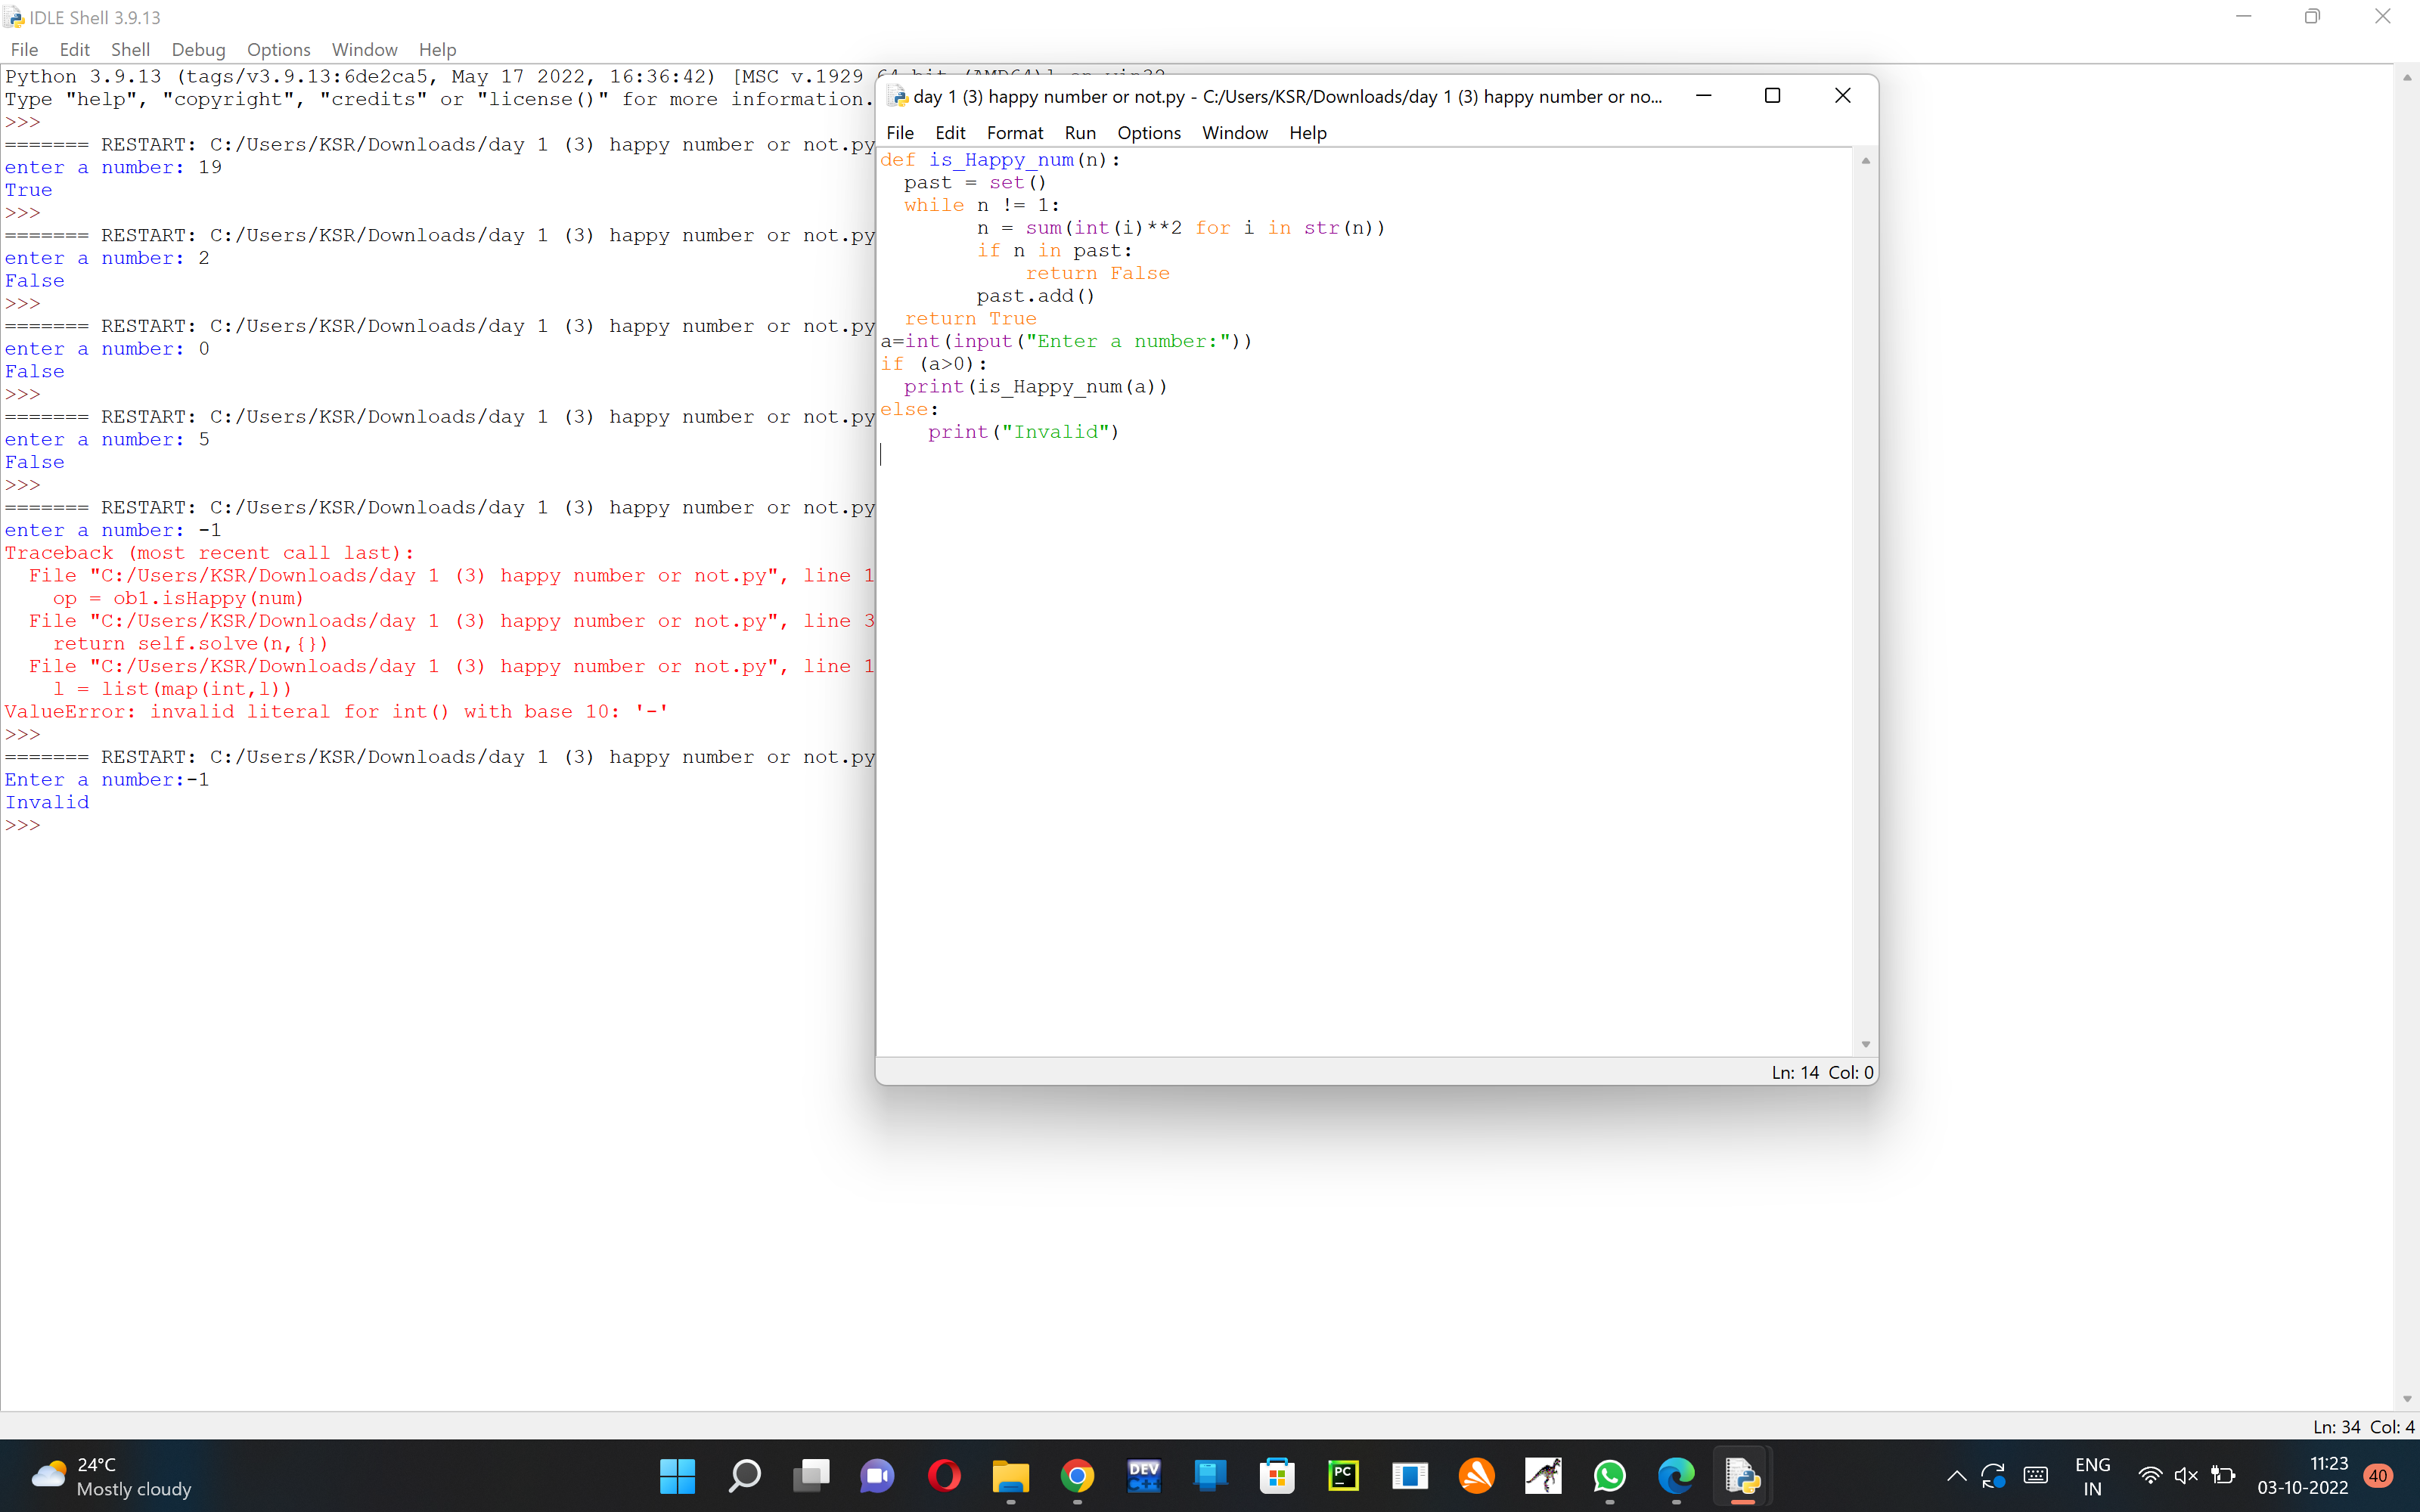 IDLE Shell 3.9.13
File Edit Shell Debug Options Window Help
Python 3.9.13 (tags/v3.9.13:6de2ca5, May 17 2022, 16:36:42) [MSC v.1929 64 bit (AMD64)] on win32
Type "help", "copyright", "credits" or "license()" for more information.
>>>
======= RESTART: C:/Users/KSR/Downloads/day 1 (3) happy number or not.py
enter a number: 19
True
>>>
======= RESTART: C:/Users/KSR/Downloads/day 1 (3) happy number or not.py
enter a number: 2
False
>>>
======= RESTART: C:/Users/KSR/Downloads/day 1 (3) happy number or not.py
enter a number: 0
False
>>>
======= RESTART: C:/Users/KSR/Downloads/day 1 (3) happy number or not.py
enter a number: 5
False
>>>
======= RESTART: C:/Users/KSR/Downloads/day 1 (3) happy number or not.py
enter a number: -1
Traceback (most recent call last):
  File "C:/Users/KSR/Downloads/day 1 (3) happy number or not.py", line 1
    op = ob1.isHappy(num)
  File "C:/Users/KSR/Downloads/day 1 (3) happy number or not.py", line 3
    return self.solve(n,{})
  File "C:/Users/KSR/Downloads/day 1 (3) happy number or not.py", line 1
    l = list(map(int,l))
ValueError: invalid literal for int() with base 10: '-'
>>>
======= RESTART: C:/Users/KSR/Downloads/day 1 (3) happy number or not.py
Enter a number:-1
Invalid
>>>
day 1 (3) happy number or not.py - C:/Users/KSR/Downloads/day 1 (3) happy number or no...
File Edit Format Run Options Window Help
def is_Happy_num(n):
  past = set()
  while n != 1:
        n = sum(int(i)**2 for i in str(n))
        if n in past:
            return False
        past.add()
  return True
a=int(input("Enter a number:"))
if (a>0):
  print(is_Happy_num(a))
else:
    print("Invalid")
Ln: 14 Col: 0
Ln: 34 Col: 4
24°C
Mostly cloudy
DEV
C++
PC
ENG
IN
11:23
03-10-2022
40